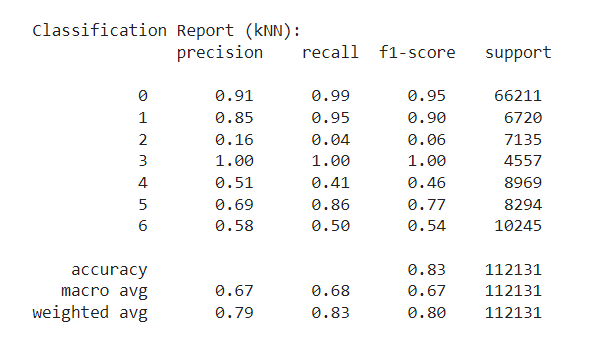 Classification Report (kNN):
precision recall f1-score support
0 0.91 0.99 0.95 66211
1 0.85 0.95 0.90 6720
2 0.16 0.04 0.06 7135
3 1.00 1.00 1.00 4557
4 0.51 0.41 0.46 8969
5 0.69 0.86 0.77 8294
6 0.58 0.50 0.54 10245
accuracy 0.83 112131
macro avg 0.67 0.68 0.67 112131
weighted avg 0.79 0.83 0.80 112131